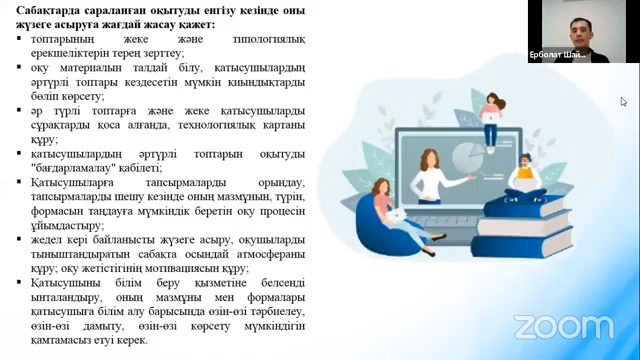 Сабақтарда сараланған оқытуды енгізу кезінде оны
жүзеге асыруға жағдай жасау қажет:
▪ топтарының жеке және типологиялық
ерекшеліктерін терең зерттеу;
▪ оқу материалын талдай білу, қатысушылардың
әртүрлі топтары кездесетін мүмкін қиындықтарды
бөліп көрсету;
▪ әр түрлі топтарға және жеке қатысушыларды
сұрақтарды қоса алғанда, технологиялық картаны
құру;
▪ қатысушылардың әртүрлі топтарын оқытуды
"бағдарламалау" қабілеті;
▪ Қатысушыларға тапсырмаларды орындау,
тапсырмаларды шешу кезінде оның мазмұнын, түрін,
формасын таңдауға мүмкіндік беретін оқу процесін
ұйымдастыру;
▪ жедел кері байланысты жүзеге асыру, оқушыларды
тыныштандыратын сабақта осындай атмосфераны
құру; оқу жетістігінің мотивациясын құру;
▪ Қатысушыны білім беру қызметіне белсенді
ынталандыру, оның мазмұны мен формалары
қатысушыға білім алу барысында өзін-өзі тәрбиелеу,
өзін-өзі дамыту, өзін-өзі көрсету мүмкіндігін
қамтамасыз етуі керек.
Ерболат Шай...
zoom